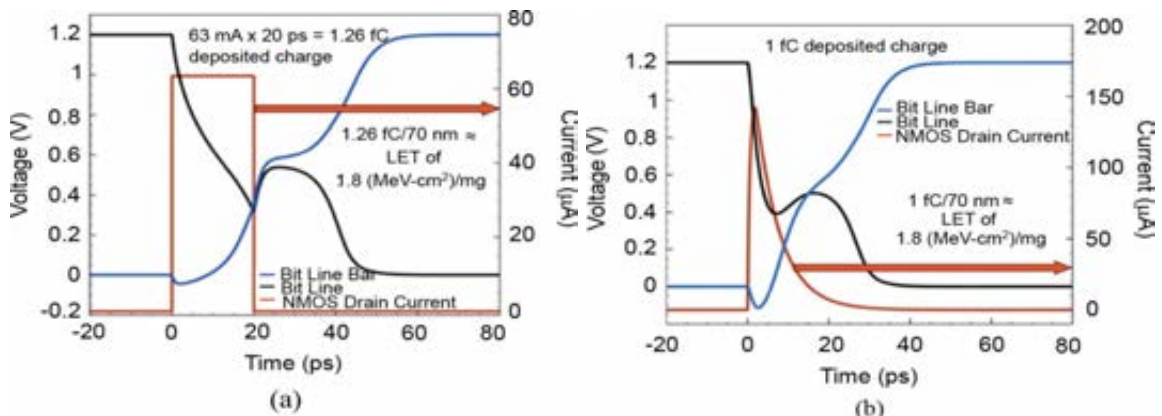 63 mA x 20 ps = 1.26 fC
deposited charge
1.26 fC/70 nm ≈
LET of
1.8 (MeV-cm²)/mg
Bit Line Bar
Bit Line
NMOS Drain Current
Voltage (V)
1.2
1
0.8
0.6
0.4
0.2
0
-0.2
Current (μA)
80
60
40
20
0
-20
0
20
40
60
80
Time (ps)
(a)
1 fC deposited charge
Bit Line Bar
Bit Line
NMOS Drain Current
1 fC/70 nm ≈
LET of
1.8 (MeV-cm²)/mg
Voltage (V)
1.2
1
0.8
0.6
0.4
0.2
0
Current (μA)
200
150
100
50
0
-20
0
20
40
60
80
Time (ps)
(b)